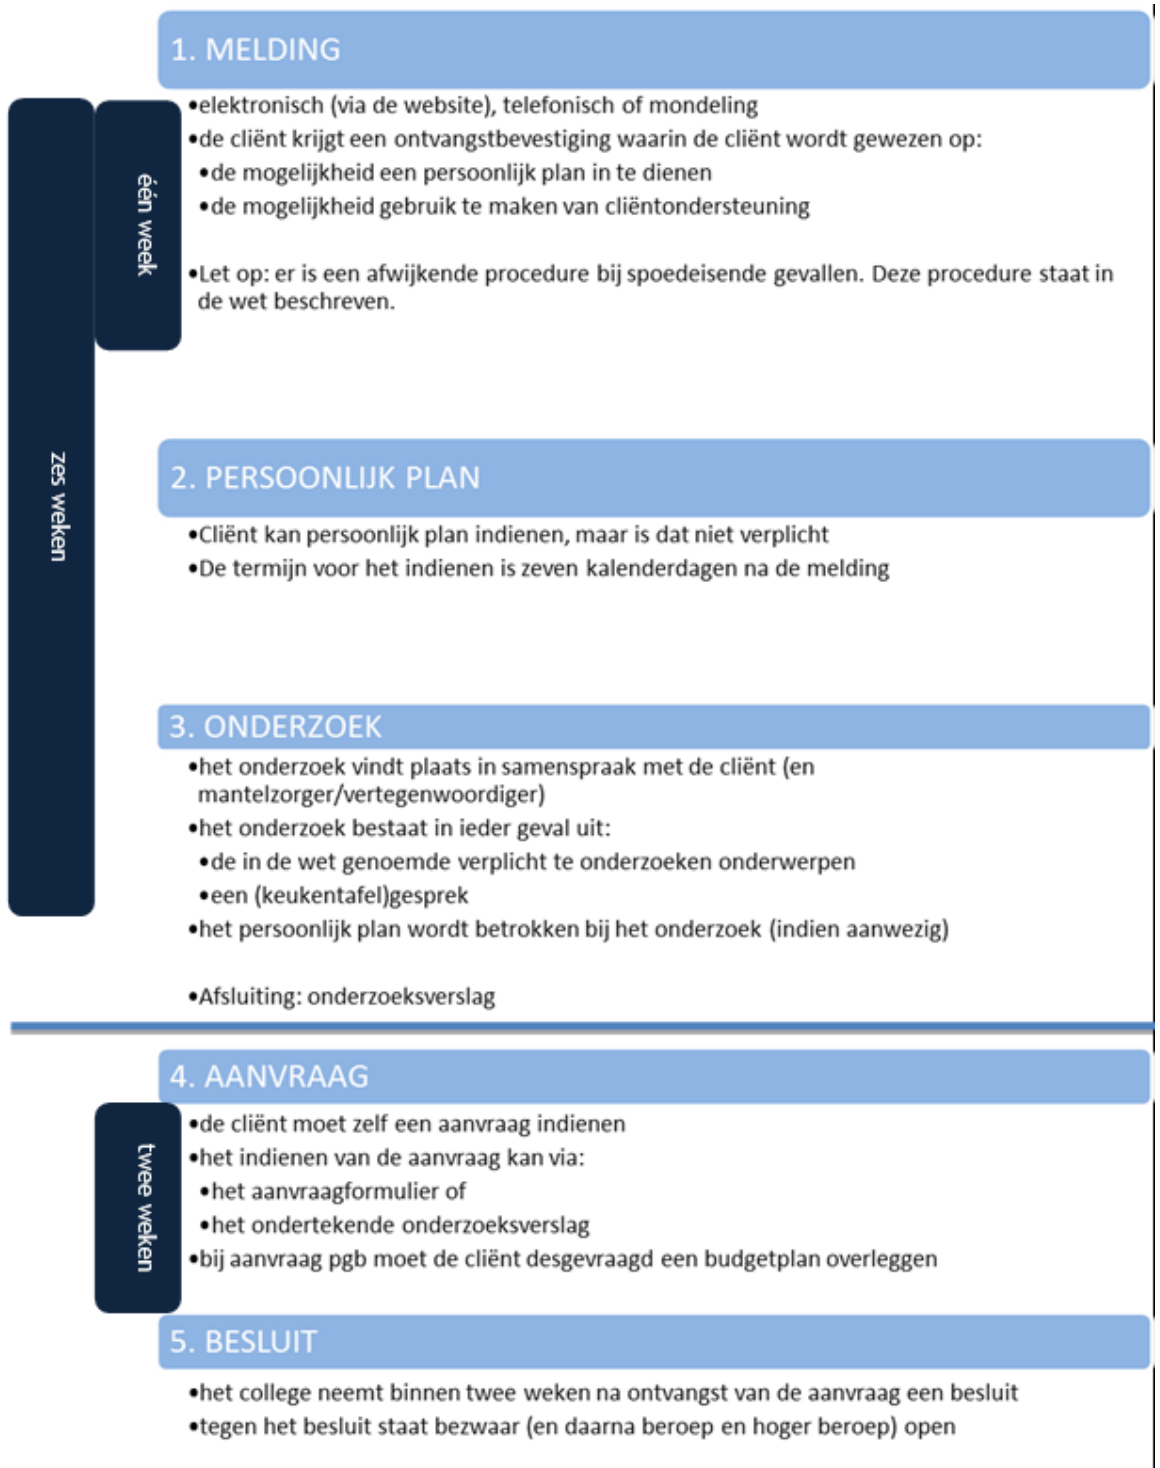 1. MELDING
•elektronisch (via de website), telefonisch of mondeling
•de cliënt krijgt een ontvangstbevestiging waarin de cliënt wordt gewezen op:
•de mogelijkheid een persoonlijk plan in te dienen
•de mogelijkheid gebruik te maken van cliëntondersteuning
•Let op: er is een afwijkende procedure bij spoedeisende gevallen. Deze procedure staat in
de wet beschreven.
één week
zes weken
2. PERSOONLIJK PLAN
•Cliënt kan persoonlijk plan indienen, maar is dat niet verplicht
•De termijn voor het indienen is zeven kalenderdagen na de melding
3. ONDERZOEK
•het onderzoek vindt plaats in samenspraak met de cliënt (en
mantelzorger/vertegenwoordiger)
•het onderzoek bestaat in ieder geval uit:
•de in de wet genoemde verplicht te onderzoeken onderwerpen
•een (keukentafel)gesprek
•het persoonlijk plan wordt betrokken bij het onderzoek (indien aanwezig)
•Afsluiting: onderzoeksverslag
4. AANVRAAG
•de cliënt moet zelf een aanvraag indienen
•het indienen van de aanvraag kan via:
•het aanvraagformulier of
•het ondertekende onderzoeksverslag
•bij aanvraag pgb moet de cliënt desgevraagd een budgetplan overleggen
twee weken
5. BESLUIT
•het college neemt binnen twee weken na ontvangst van de aanvraag een besluit
•tegen het besluit staat bezwaar (en daarna beroep en hoger beroep) open